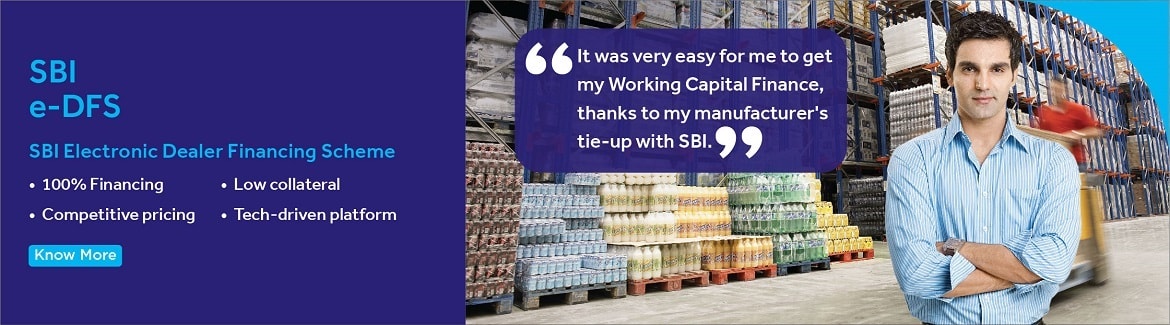 SBI
e-DFS
SBI Electronic Dealer Financing Scheme
• 100% Financing
• Low collateral
• Competitive pricing
• Tech-driven platform
Know More
“It was very easy for me to get
my Working Capital Finance,
thanks to my manufacturer's
tie-up with SBI.”